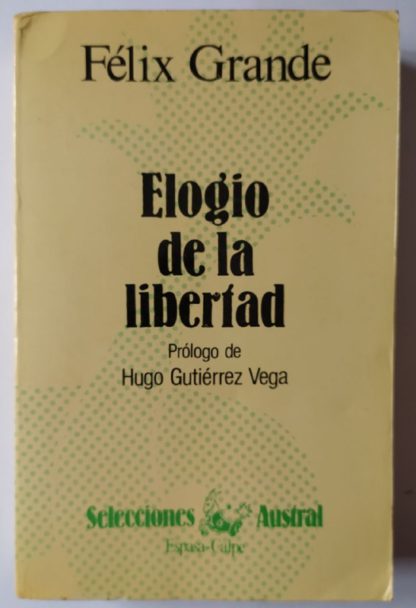 Félix Grande
Elogio
de la
libertad
Prólogo de
Hugo Gutiérrez Vega
Selecciones Austral
Espasa-Calpe